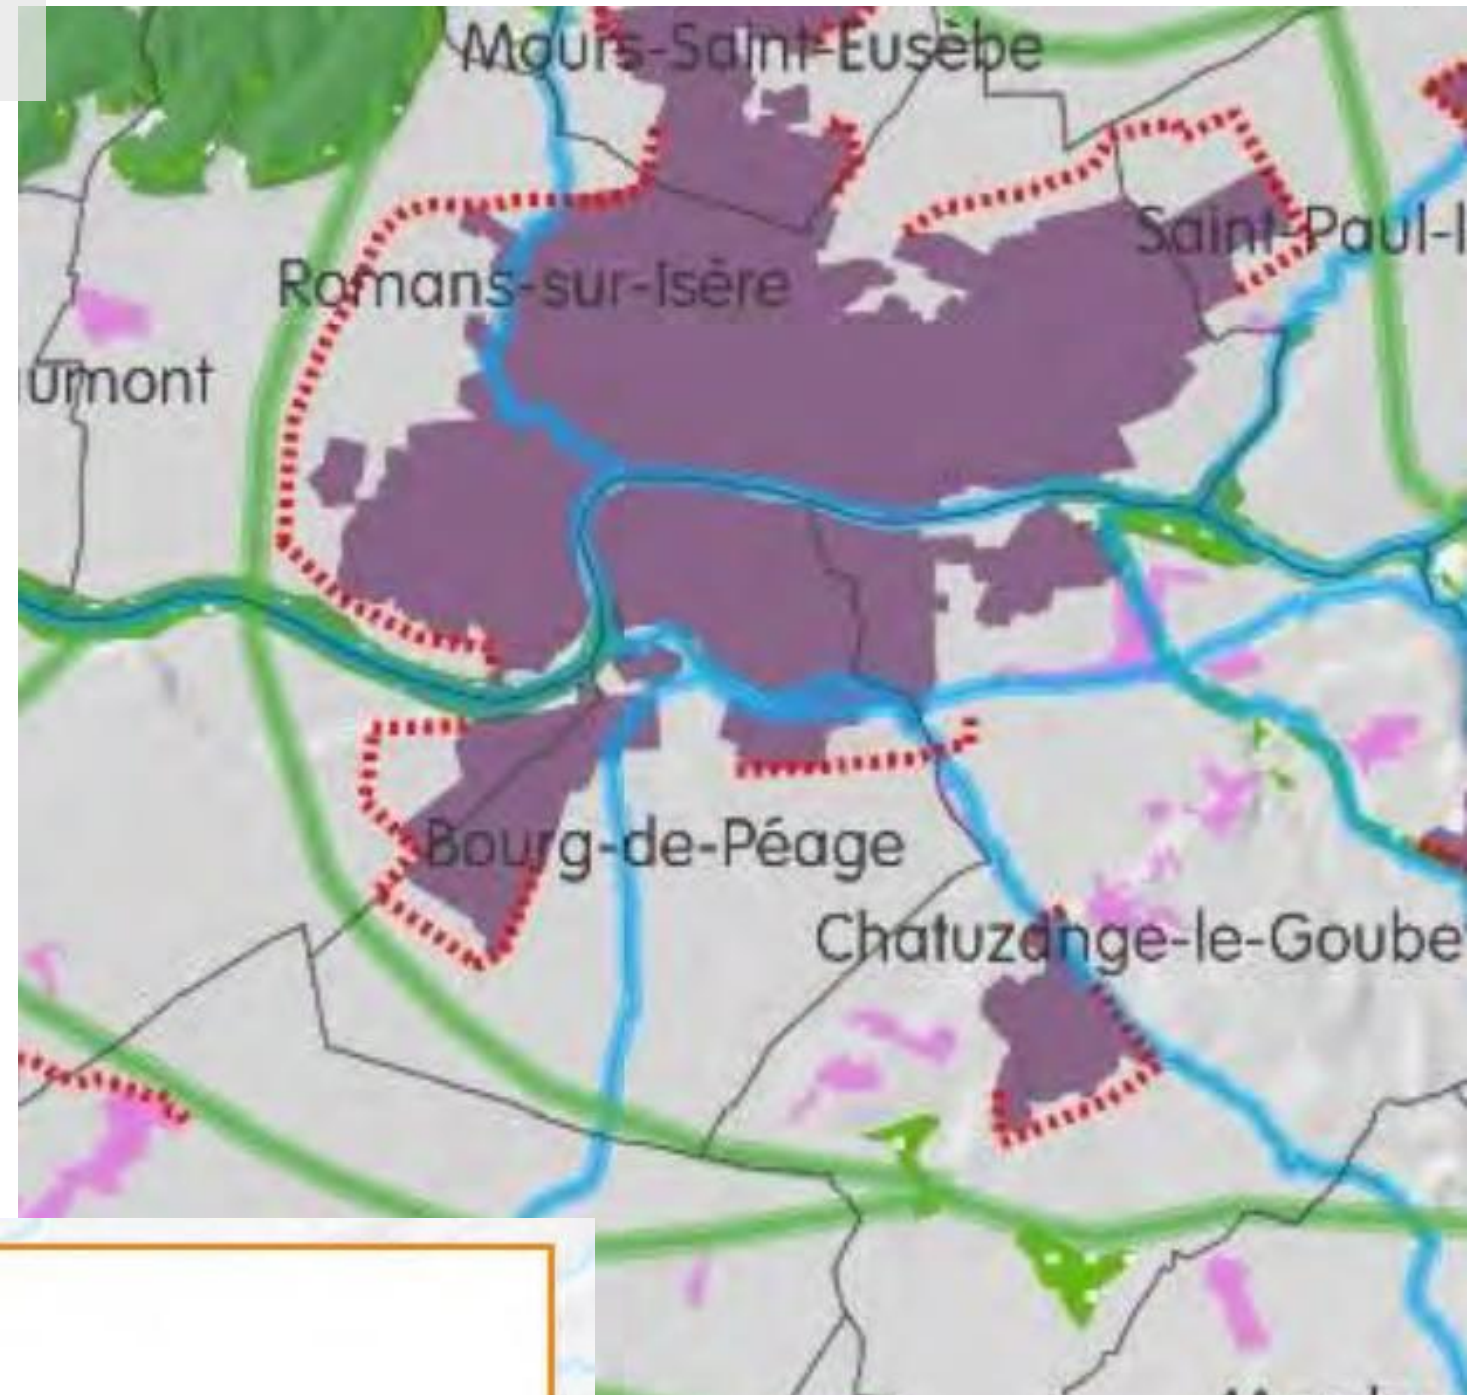 Mours-Saint-Eusèbe
Saint-Paul-l
Romans-sur-Isère
umont
Bourg-de-Péage
Chatuzange-le-Goube